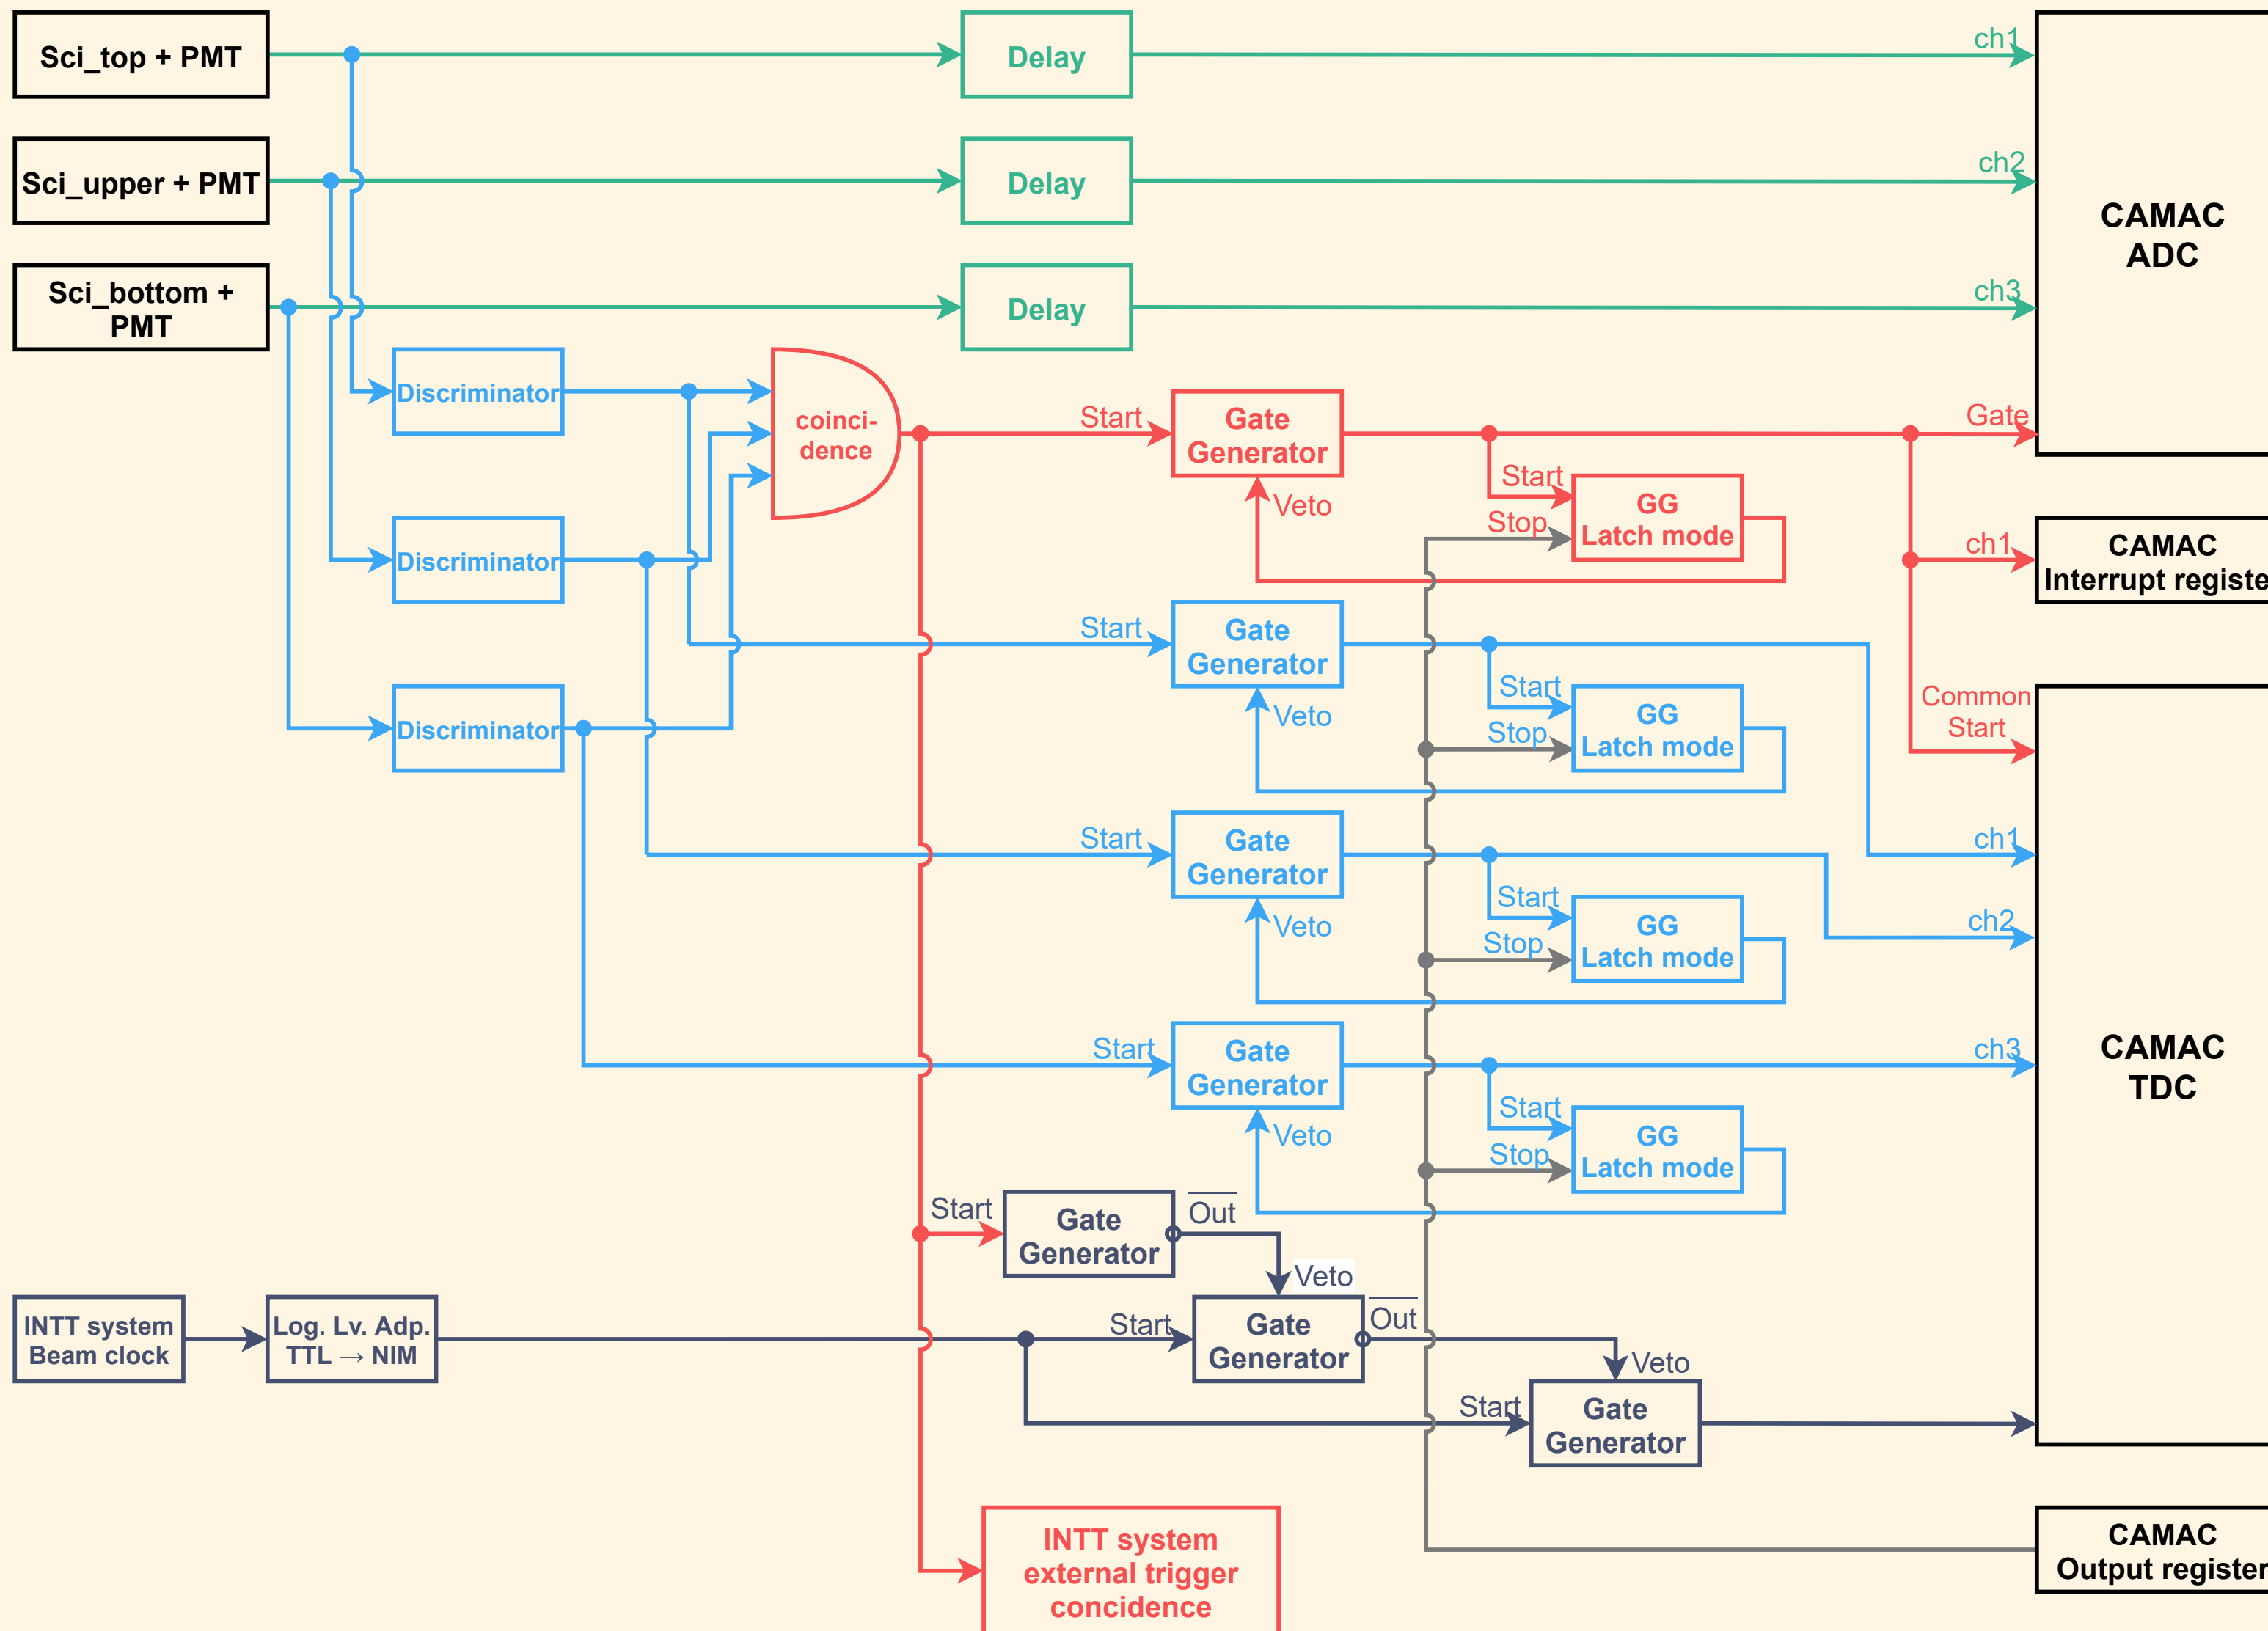 Sci_top + PMT
Delay
ch1
Sci_upper + PMT
Delay
ch2
CAMAC
ADC
Sci_bottom +
PMT
Delay
ch3
Discriminator
coinci-
dence
Start
Gate
Generator
Gate
Veto
Start
Stop
GG
Latch mode
ch1
CAMAC
Interrupt registe
Discriminator
Start
Gate
Generator
Veto
Start
Stop
GG
Latch mode
Common
Start
Discriminator
Start
Gate
Generator
Veto
Start
Stop
GG
Latch mode
ch1
ch2
CAMAC
TDC
Start
Gate
Generator
Veto
Start
Stop
GG
Latch mode
ch3
Start
Gate
Generator
Out
Veto
INTT system
Beam clock
Log. Lv. Adp.
TTL → NIM
Start
Gate
Generator
Out
Veto
Start
Gate
Generator
INTT system
external trigger
concidence
CAMAC
Output register